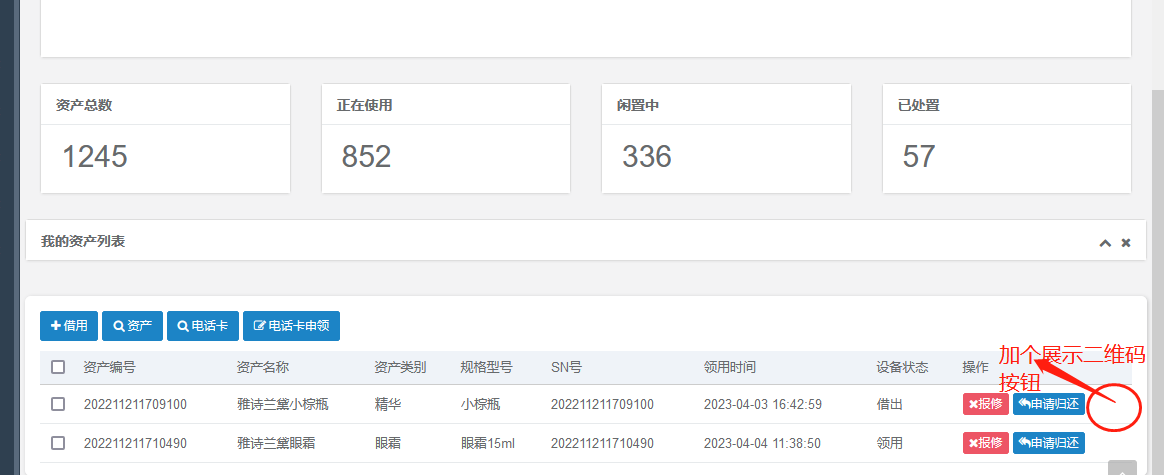 资产总数 正在使用 闲置中 已处置
1245 852 336 57
我的资产列表
借用 资产 电话卡 电话卡申领
资产编号 资产名称 资产类别 规格型号 SN号 领用时间 设备状态 操作
加个展示二维码
按钮
202211211709100 雅诗兰黛小棕瓶 精华 小棕瓶 202211211709100 2023-04-03 16:42:59 借出 报修 申请归还
202211211710490 雅诗兰黛眼霜 眼霜 眼霜15ml 202211211710490 2023-04-04 11:38:50 领用 报修 申请归还